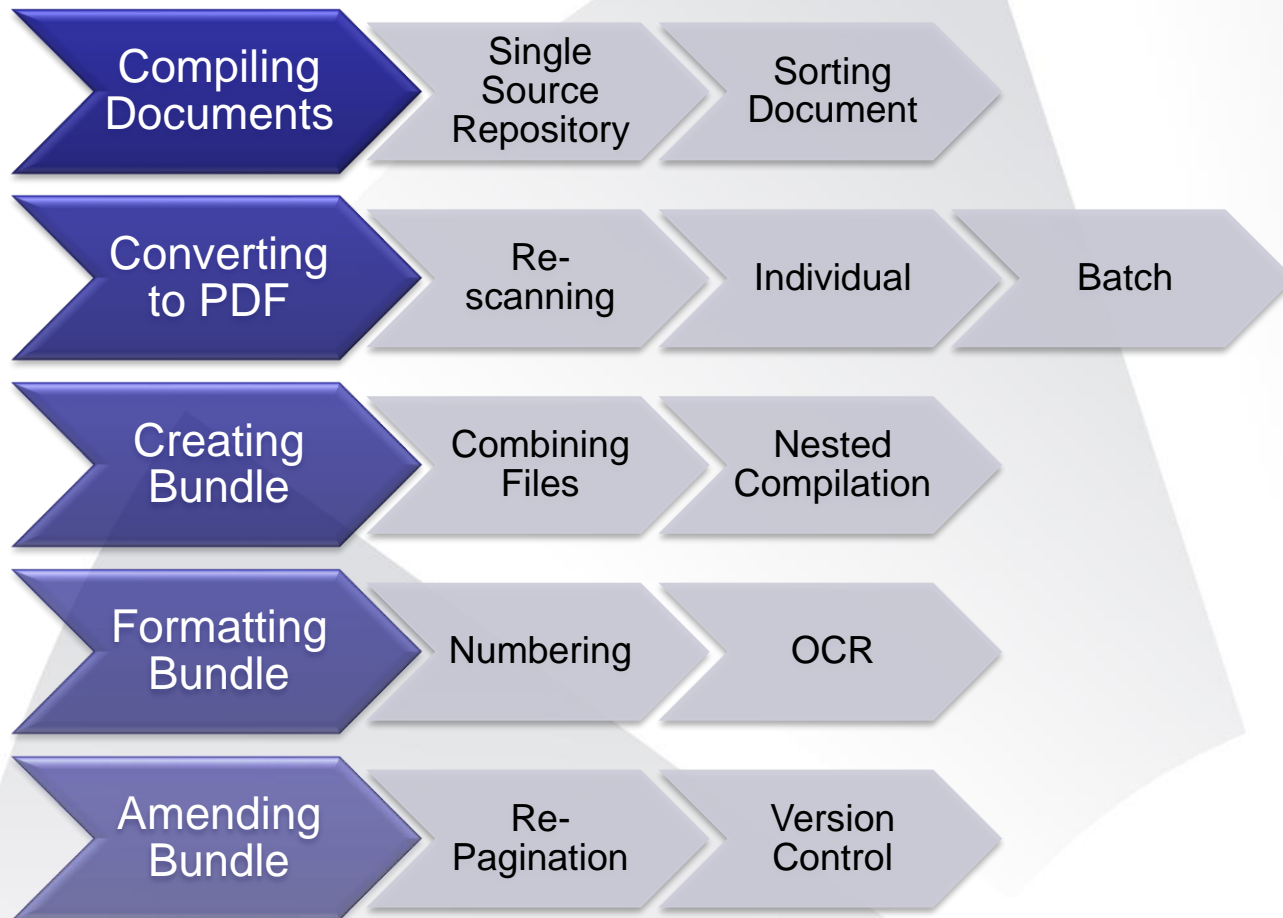 Compiling
Documents
Single
Source
Repository
Sorting
Document
Converting
to PDF
Re-
scanning
Individual
Batch
Creating
Bundle
Combining
Files
Nested
Compilation
Formatting
Bundle
Numbering
OCR
Amending
Bundle
Re-
Pagination
Version
Control